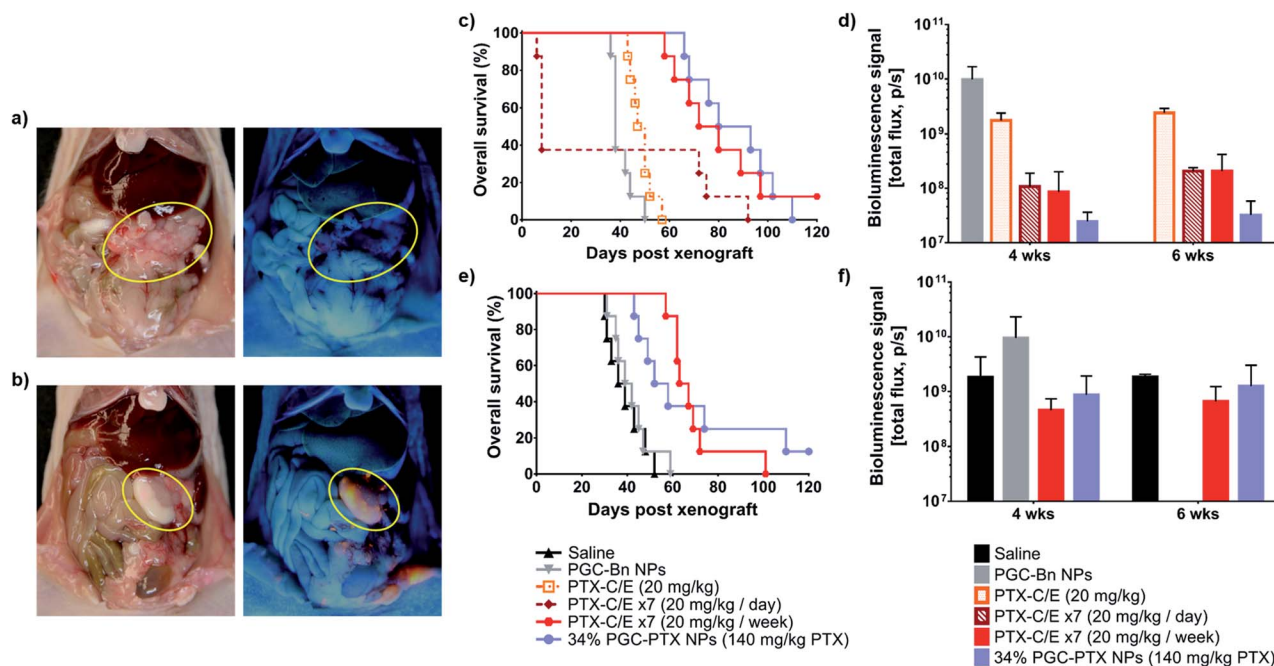 a)
b)
c)
Overall survival (%)
100
80
60
40
20
0
0 20 40 60 80 100 120
Days post xenograft
d)
Bioluminescence signal
[total flux, p/s]
10¹¹
10¹⁰
10⁹
10⁸
10⁷
4 wks 6 wks
e)
Overall survival (%)
100
80
60
40
20
0
0 20 40 60 80 100 120
Days post xenograft
Saline
PGC-Bn NPs
PTX-C/E (20 mg/kg)
PTX-C/E x7 (20 mg/kg / day)
PTX-C/E x7 (20 mg/kg / week)
34% PGC-PTX NPs (140 mg/kg PTX)
f)
Bioluminescence signal
[total flux, p/s]
10¹¹
10¹⁰
10⁹
10⁸
10⁷
4 wks 6 wks
Saline
PGC-Bn NPs
PTX-C/E (20 mg/kg)
PTX-C/E x7 (20 mg/kg / day)
PTX-C/E x7 (20 mg/kg / week)
34% PGC-PTX NPs (140 mg/kg PTX)